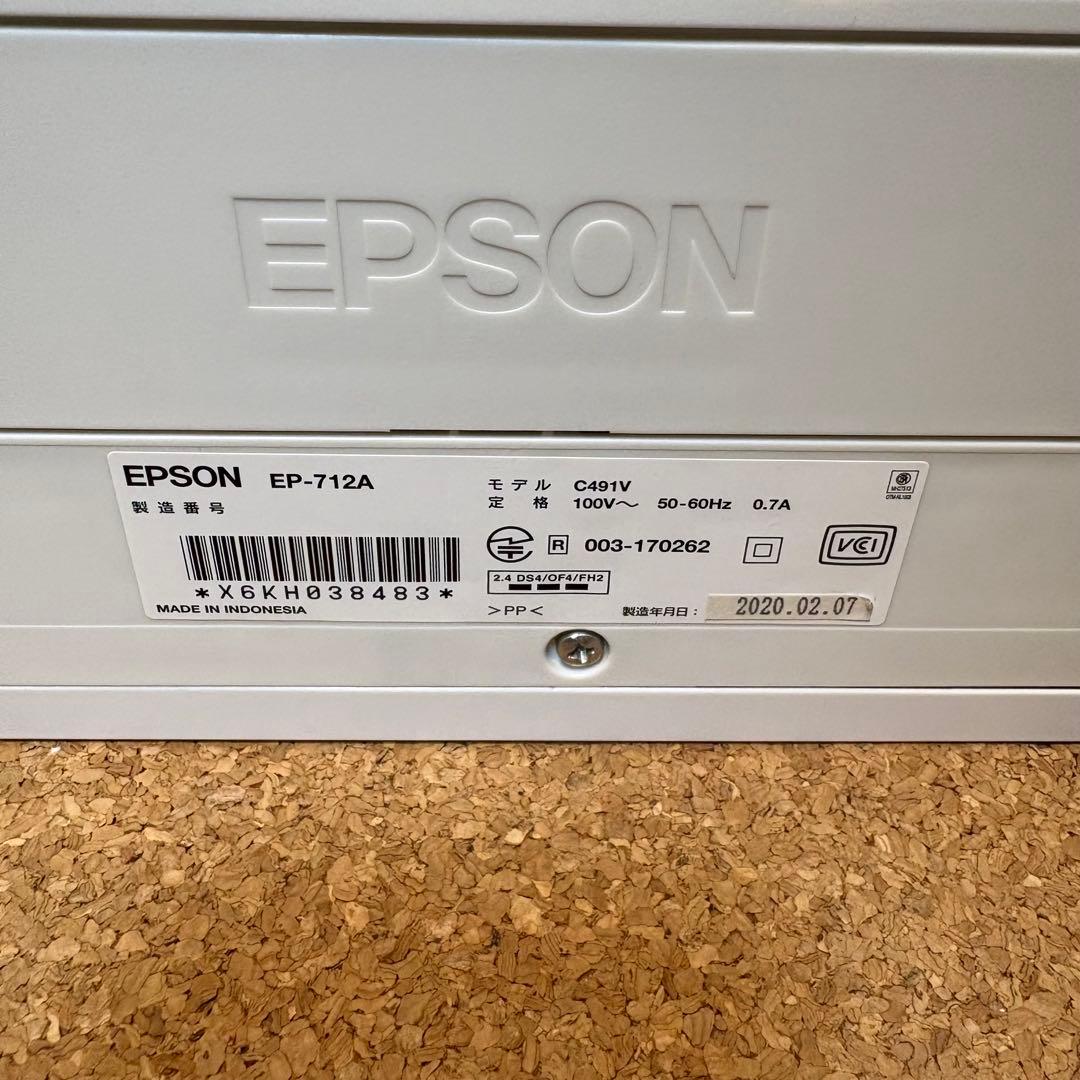 EPSON
EPSON EP-712A
製造番号
*X6KH038483*
MADE IN INDONESIA
モデル C491V
定格 100V～ 50-60Hz 0.7A
R 003-170262
2.4 DS4/OF4/FH2
>PP<
製造年月日: 2020.02.07
VCI